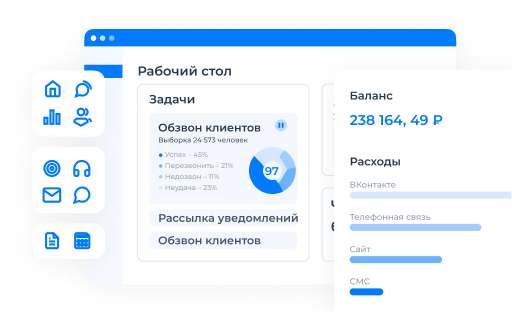 Рабочий стол
Задачи
Обзвон клиентов
Выборка 24 573 человек
Успех – 45%
Перезвонить – 21%
Недозвон – 11%
Неудача – 23%
97
Рассылка уведомлений
Обзвон клиентов
Баланс
238 164, 49 ₽
Расходы
ВКонтакте
Телефонная связь
Сайт
СМС